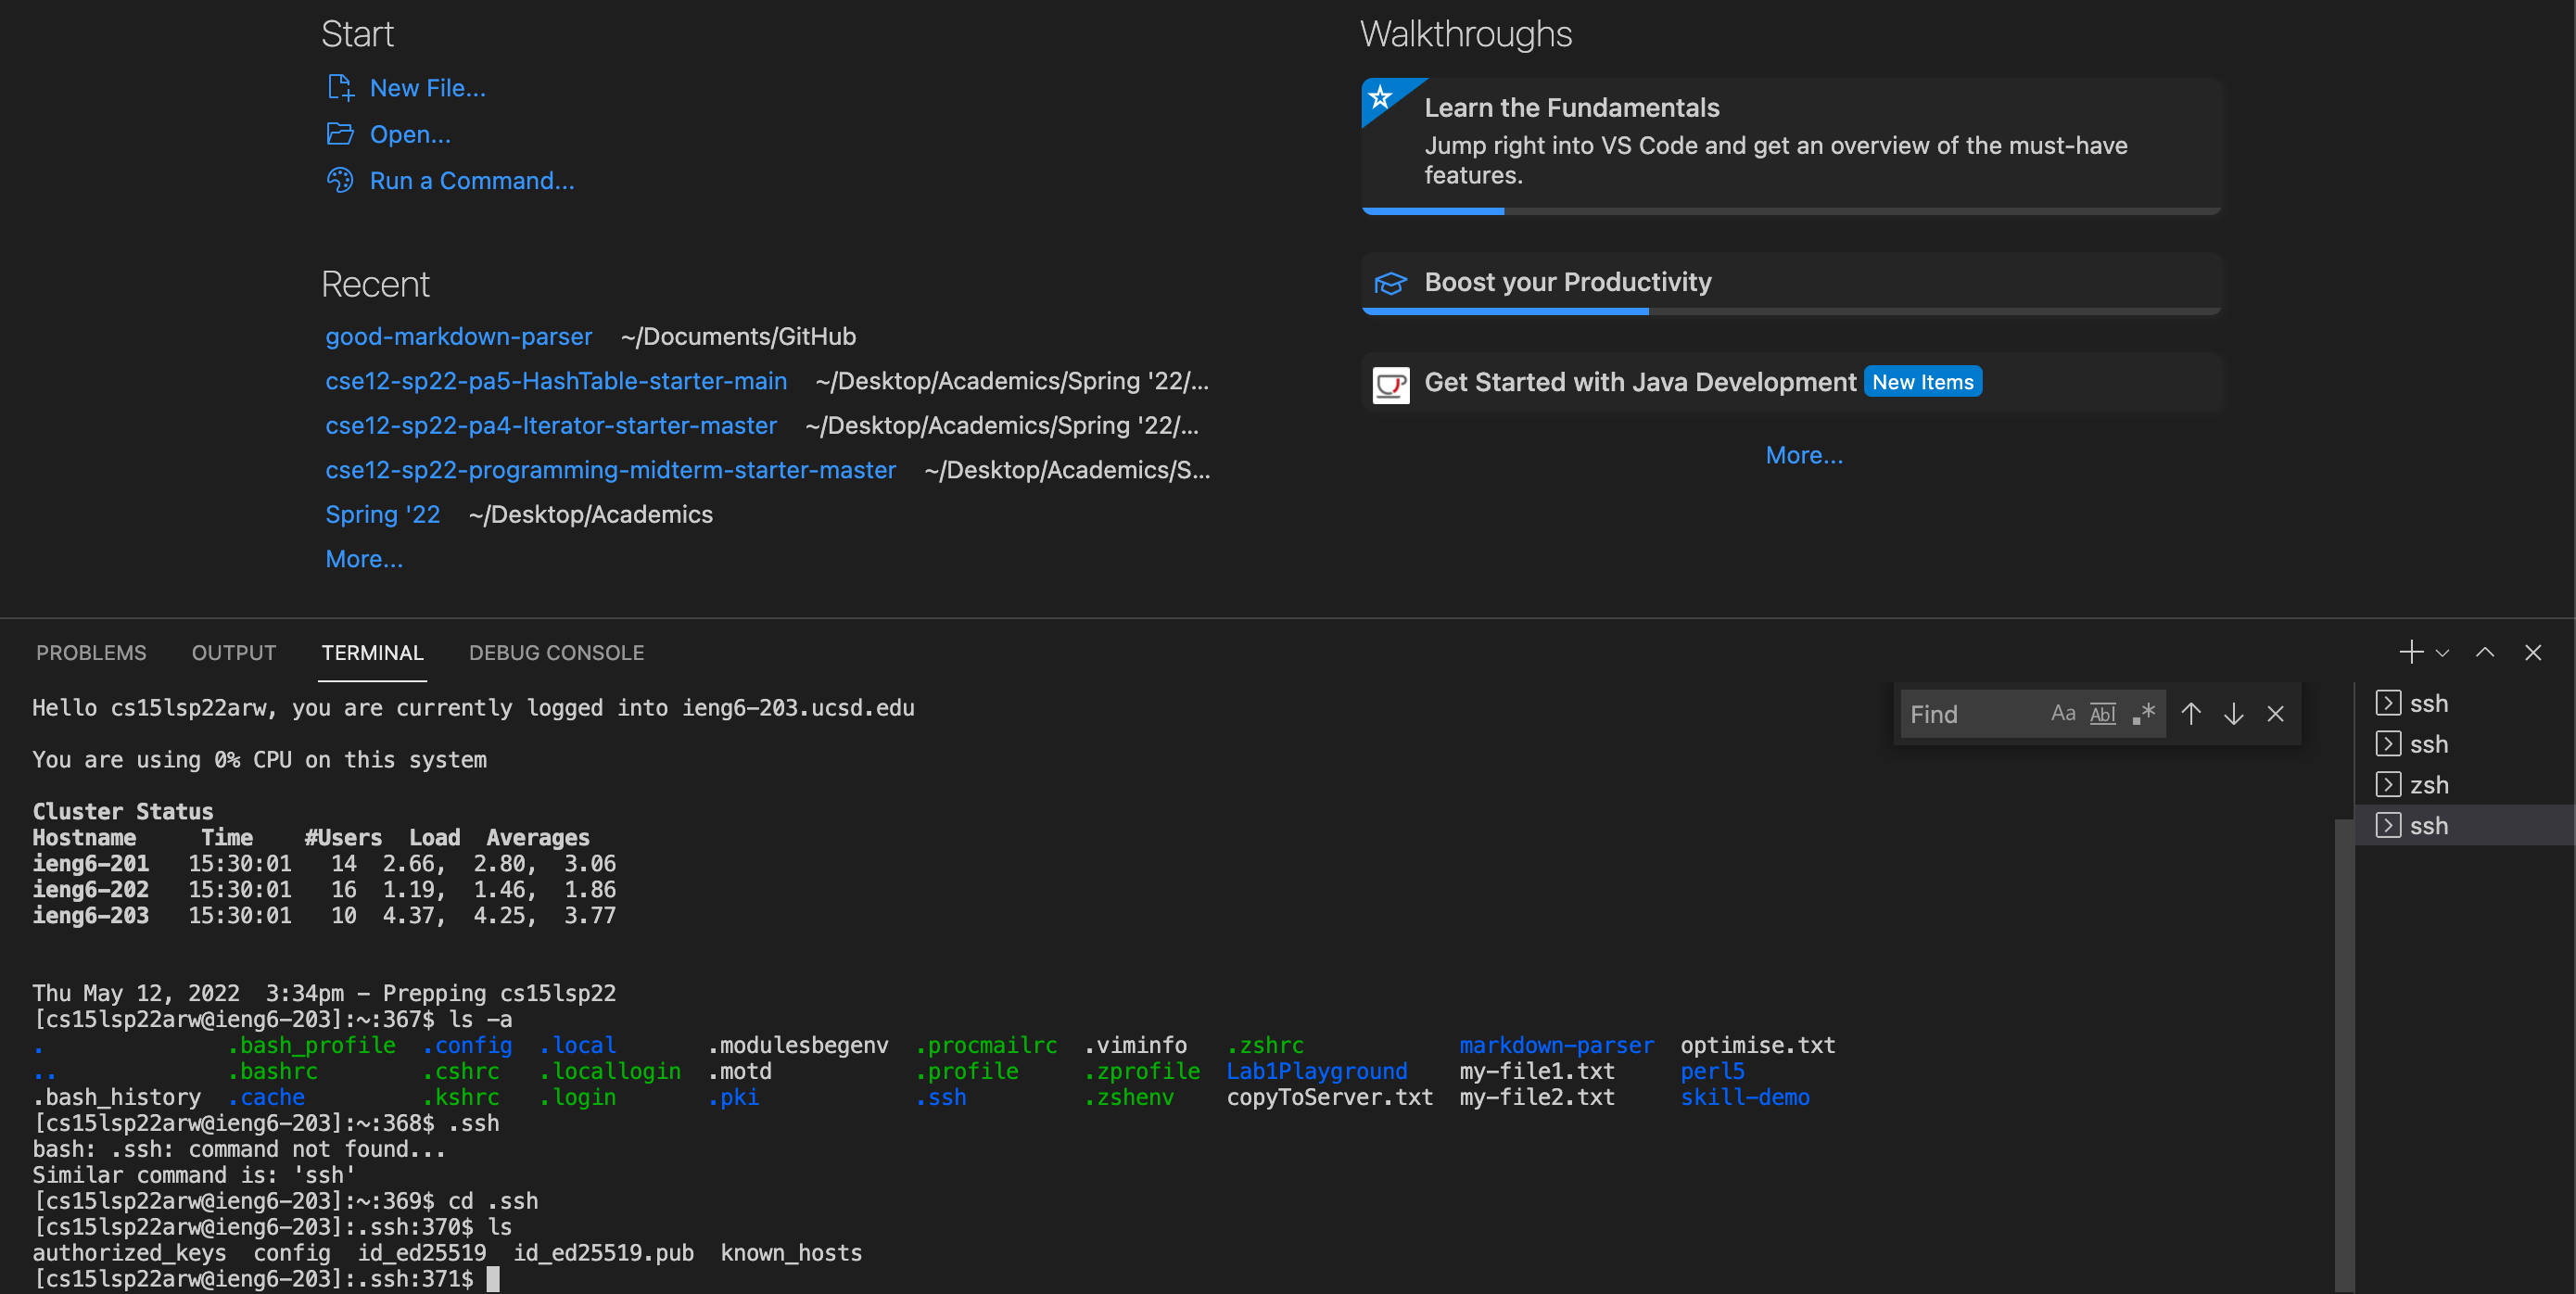 Start
New File...
Open...
Run a Command...
Recent
good-markdown-parser ~/Documents/GitHub
cse12-sp22-pa5-HashTable-starter-main ~/Desktop/Academics/Spring '22/...
cse12-sp22-pa4-Iterator-starter-master ~/Desktop/Academics/Spring '22/...
cse12-sp22-programming-midterm-starter-master ~/Desktop/Academics/S...
Spring '22 ~/Desktop/Academics
More...
Walkthroughs
Learn the Fundamentals
Jump right into VS Code and get an overview of the must-have
features.
Boost your Productivity
Get Started with Java Development New Items
More...
PROBLEMS OUTPUT TERMINAL DEBUG CONSOLE
Find Aa Abl .*
ssh
ssh
zsh
ssh
Hello cs15lsp22arw, you are currently logged into ieng6-203.ucsd.edu
You are using 0% CPU on this system
Cluster Status
Hostname Time #Users Load Averages
ieng6-201 15:30:01 14 2.66, 2.80, 3.06
ieng6-202 15:30:01 16 1.19, 1.46, 1.86
ieng6-203 15:30:01 10 4.37, 4.25, 3.77
Thu May 12, 2022 3:34pm - Prepping cs15lsp22
[cs15lsp22arw@ieng6-203]:~:367$ ls -a
. .bash_profile .config .local .modulesbegenv .procmailrc .viminfo .zshrc markdown-parser optimise.txt
.. .bashrc .cshrc .locallogin .motd .profile .zprofile Lab1Playground my-file1.txt perl5
.bash_history .cache .kshrc .login .pki .ssh .zshenv copyToServer.txt my-file2.txt skill-demo
[cs15lsp22arw@ieng6-203]:~:368$ .ssh
bash: .ssh: command not found...
Similar command is: 'ssh'
[cs15lsp22arw@ieng6-203]:~:369$ cd .ssh
[cs15lsp22arw@ieng6-203]:.ssh:370$ ls
authorized_keys config id_ed25519 id_ed25519.pub known_hosts
[cs15lsp22arw@ieng6-203]:.ssh:371$